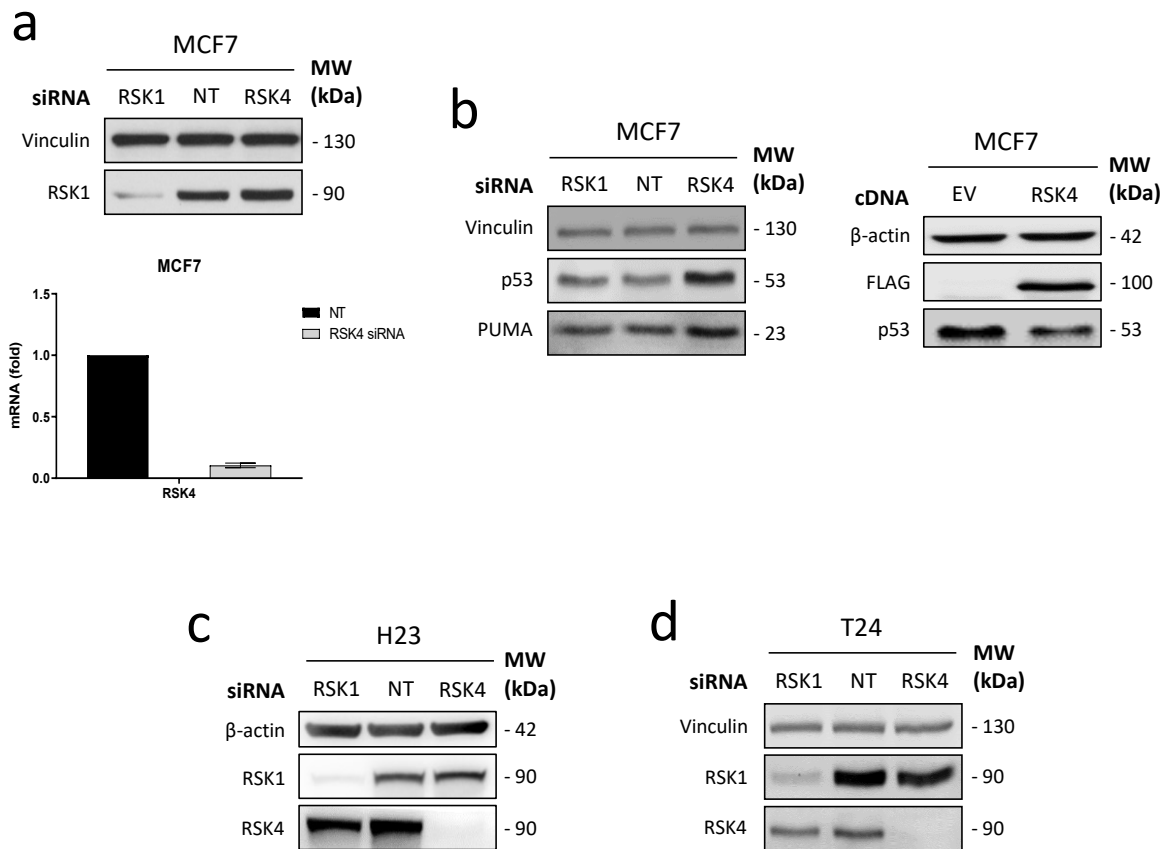 a
MCF7
MW
(kDa)
siRNA RSK1 NT RSK4
Vinculin - 130
RSK1 - 90
MCF7
NT
RSK4 siRNA
mRNA (fold)
1.5
1.0
0.5
0.0
RSK4
b
MCF7
MW
(kDa)
siRNA RSK1 NT RSK4
Vinculin - 130
p53 - 53
PUMA - 23
MCF7
MW
(kDa)
cDNA EV RSK4
β-actin - 42
FLAG - 100
p53 - 53
c
H23
MW
(kDa)
siRNA RSK1 NT RSK4
β-actin - 42
RSK1 - 90
RSK4 - 90
d
T24
MW
(kDa)
siRNA RSK1 NT RSK4
Vinculin - 130
RSK1 - 90
RSK4 - 90